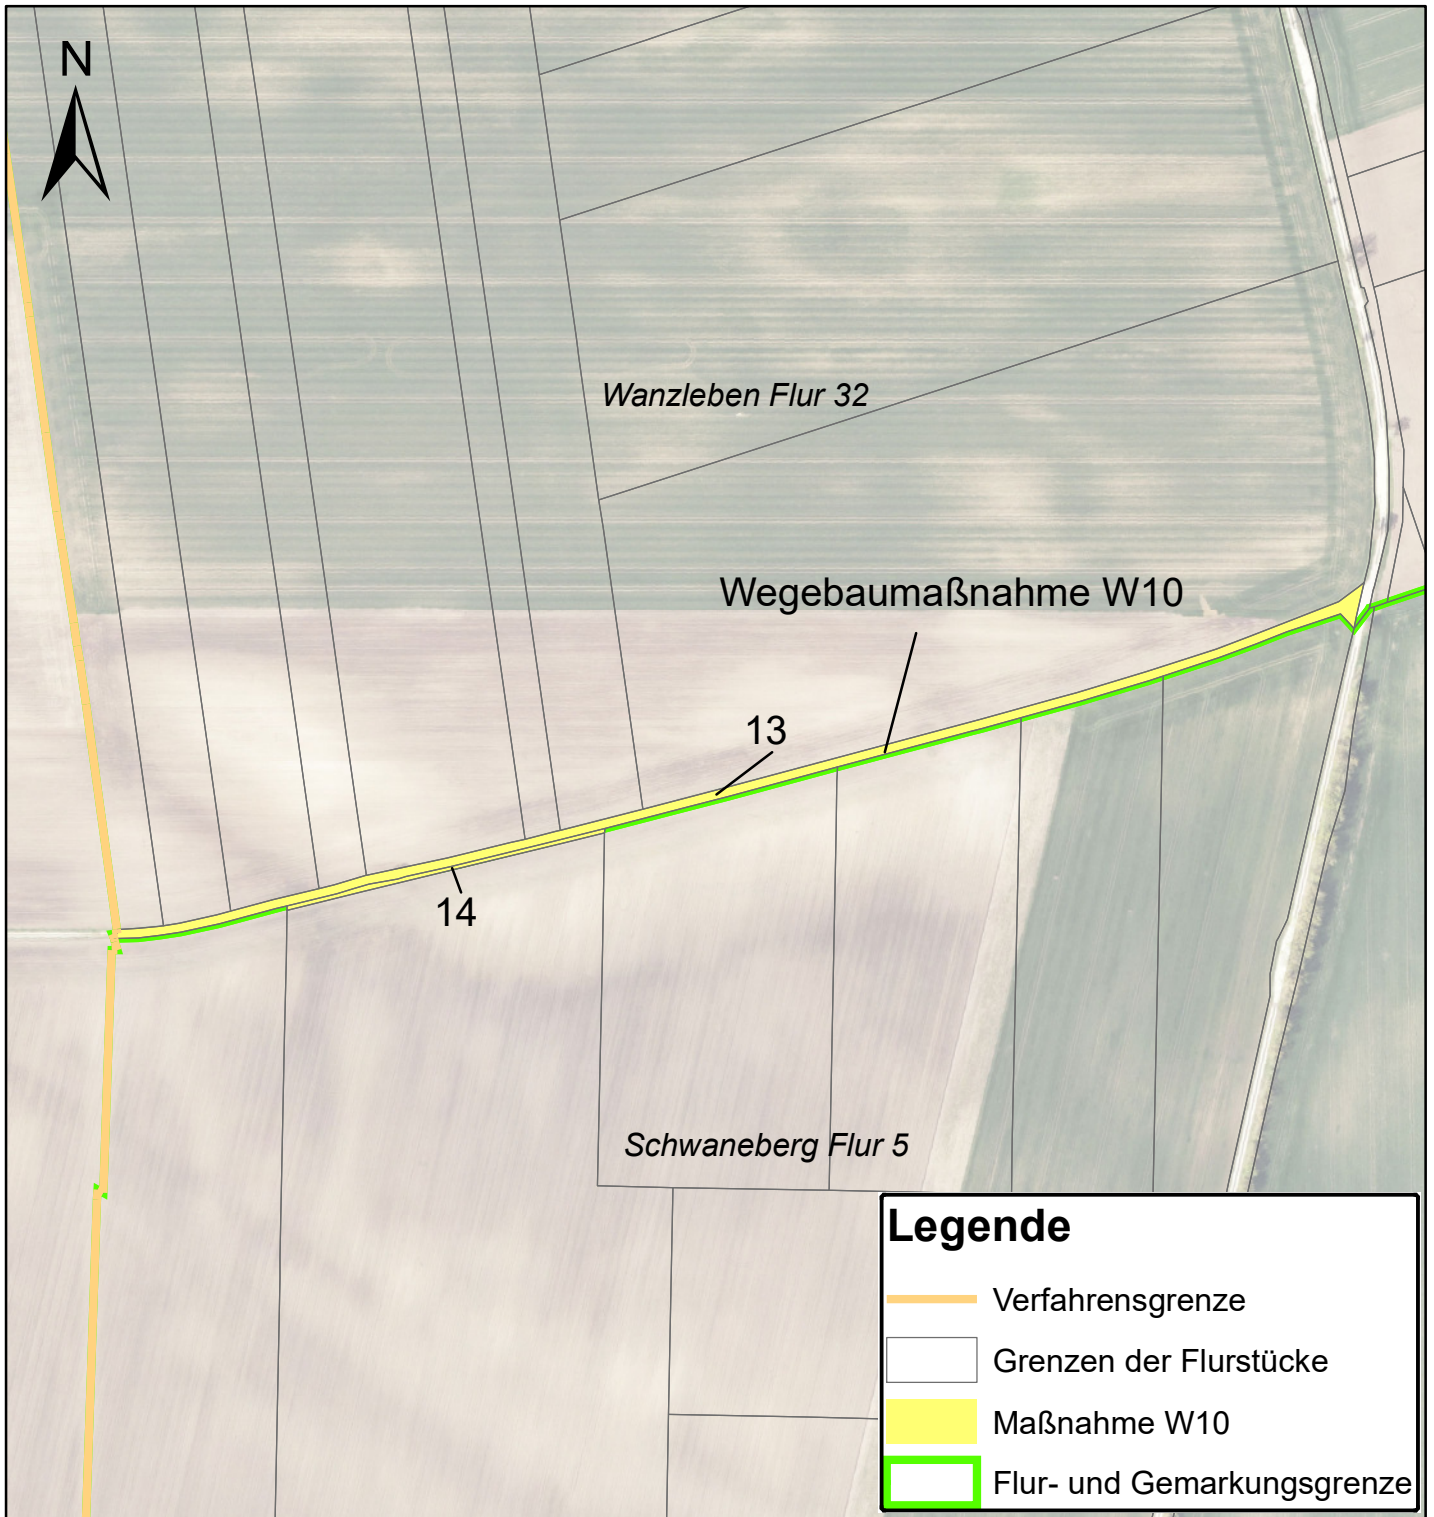 N
Wanzleben Flur 32
Wegebaumaßnahme W10
13
14
Schwaneberg Flur 5
Legende
Verfahrensgrenze
Grenzen der Flurstücke
Maßnahme W10
Flur- und Gemarkungsgrenze